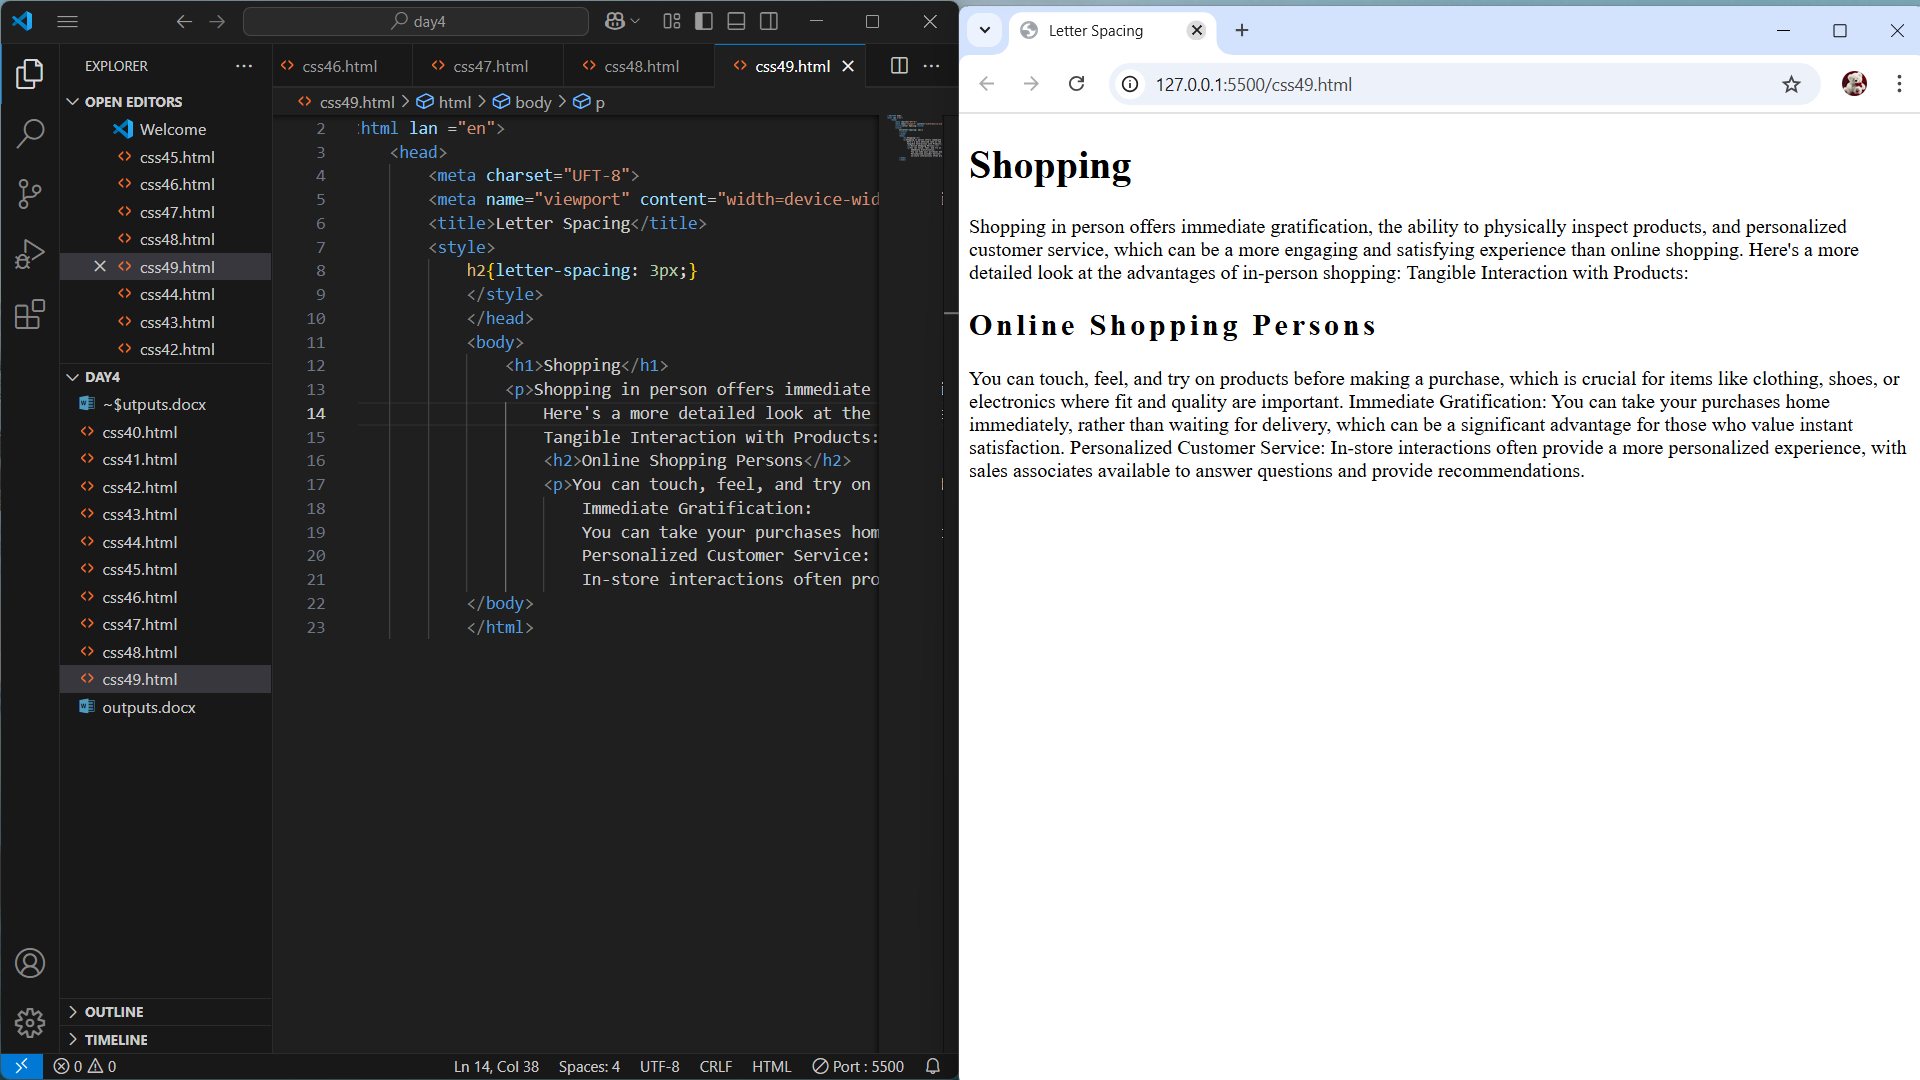 day4
EXPLORER
OPEN EDITORS
Welcome
css45.html
css46.html
css47.html
css48.html
css49.html
css44.html
css43.html
css42.html
DAY4
~$utputs.docx
css40.html
css41.html
css42.html
css43.html
css44.html
css45.html
css46.html
css47.html
css48.html
css49.html
outputs.docx
OUTLINE
TIMELINE
css46.html css47.html css48.html css49.html
css49.html > html > body > p
2 :html lan ="en">
3 <head>
4 <meta charset="UFT-8">
5 <meta name="viewport" content="width=device-wid
6 <title>Letter Spacing</title>
7 <style>
8 h2{letter-spacing: 3px;}
9 </style>
10 </head>
11 <body>
12 <h1>Shopping</h1>
13 <p>Shopping in person offers immediate
14 Here's a more detailed look at the
15 Tangible Interaction with Products:
16 <h2>Online Shopping Persons</h2>
17 <p>You can touch, feel, and try on
18 Immediate Gratification:
19 You can take your purchases hom
20 Personalized Customer Service:
21 In-store interactions often pro
22 </body>
23 </html>
0 0 Ln 14, Col 38 Spaces: 4 UTF-8 CRLF HTML Port : 5500
Letter Spacing
127.0.0.1:5500/css49.html
Shopping
Shopping in person offers immediate gratification, the ability to physically inspect products, and personalized
customer service, which can be a more engaging and satisfying experience than online shopping. Here's a more
detailed look at the advantages of in-person shopping: Tangible Interaction with Products:
Online Shopping Persons
You can touch, feel, and try on products before making a purchase, which is crucial for items like clothing, shoes, or
electronics where fit and quality are important. Immediate Gratification: You can take your purchases home
immediately, rather than waiting for delivery, which can be a significant advantage for those who value instant
satisfaction. Personalized Customer Service: In-store interactions often provide a more personalized experience, with
sales associates available to answer questions and provide recommendations.